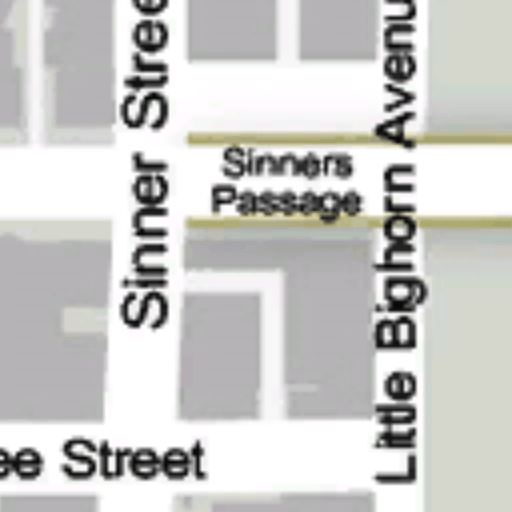 Sinner Stree
Sinners
Passage
Little Bighorn Avenu
ee Street